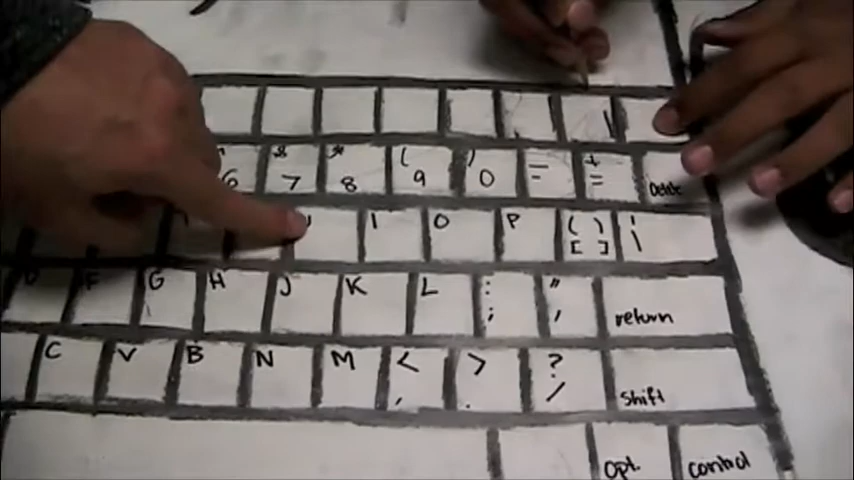 & * ( ) _ +
6 7 8 9 0 - = Delete
U I O P ( ) |
[ ] \
D F G H J K L : "
; , return
C V B N M < > ?
, . / Shift
Opt. control